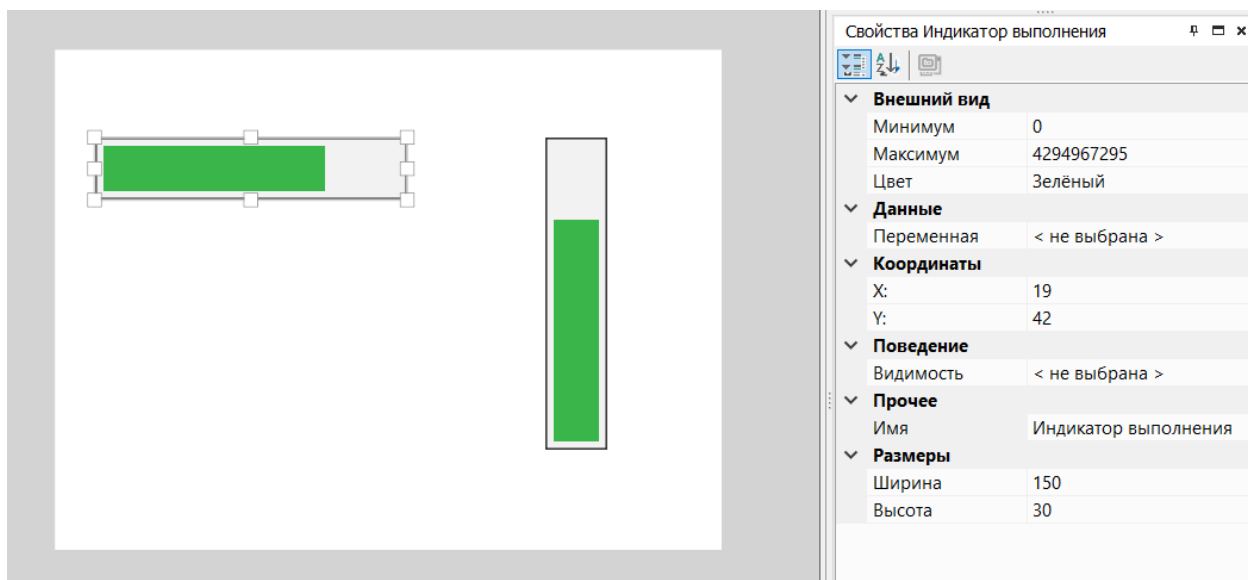 Свойства Индикатор выполнения
Внешний вид
Минимум 0
Максимум 4294967295
Цвет Зелёный
Данные
Переменная < не выбрана >
Координаты
X: 19
Y: 42
Поведение
Видимость < не выбрана >
Прочее
Имя Индикатор выполнения
Размеры
Ширина 150
Высота 30